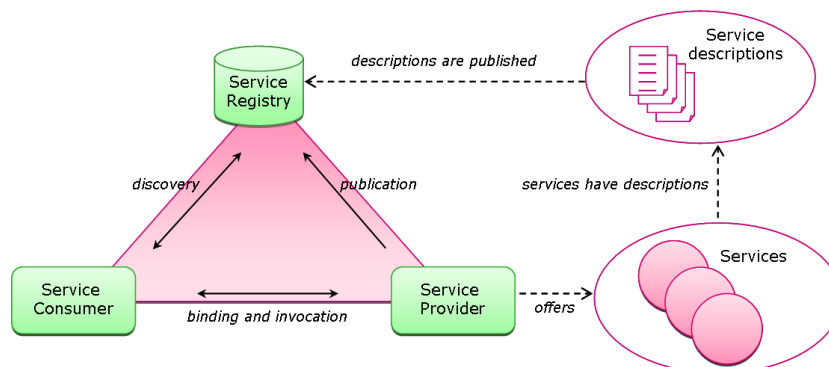 Service
descriptions
descriptions are published
Service
Registry
discovery
publication
services have descriptions
Services
Service
Consumer
Service
Provider
binding and invocation
offers